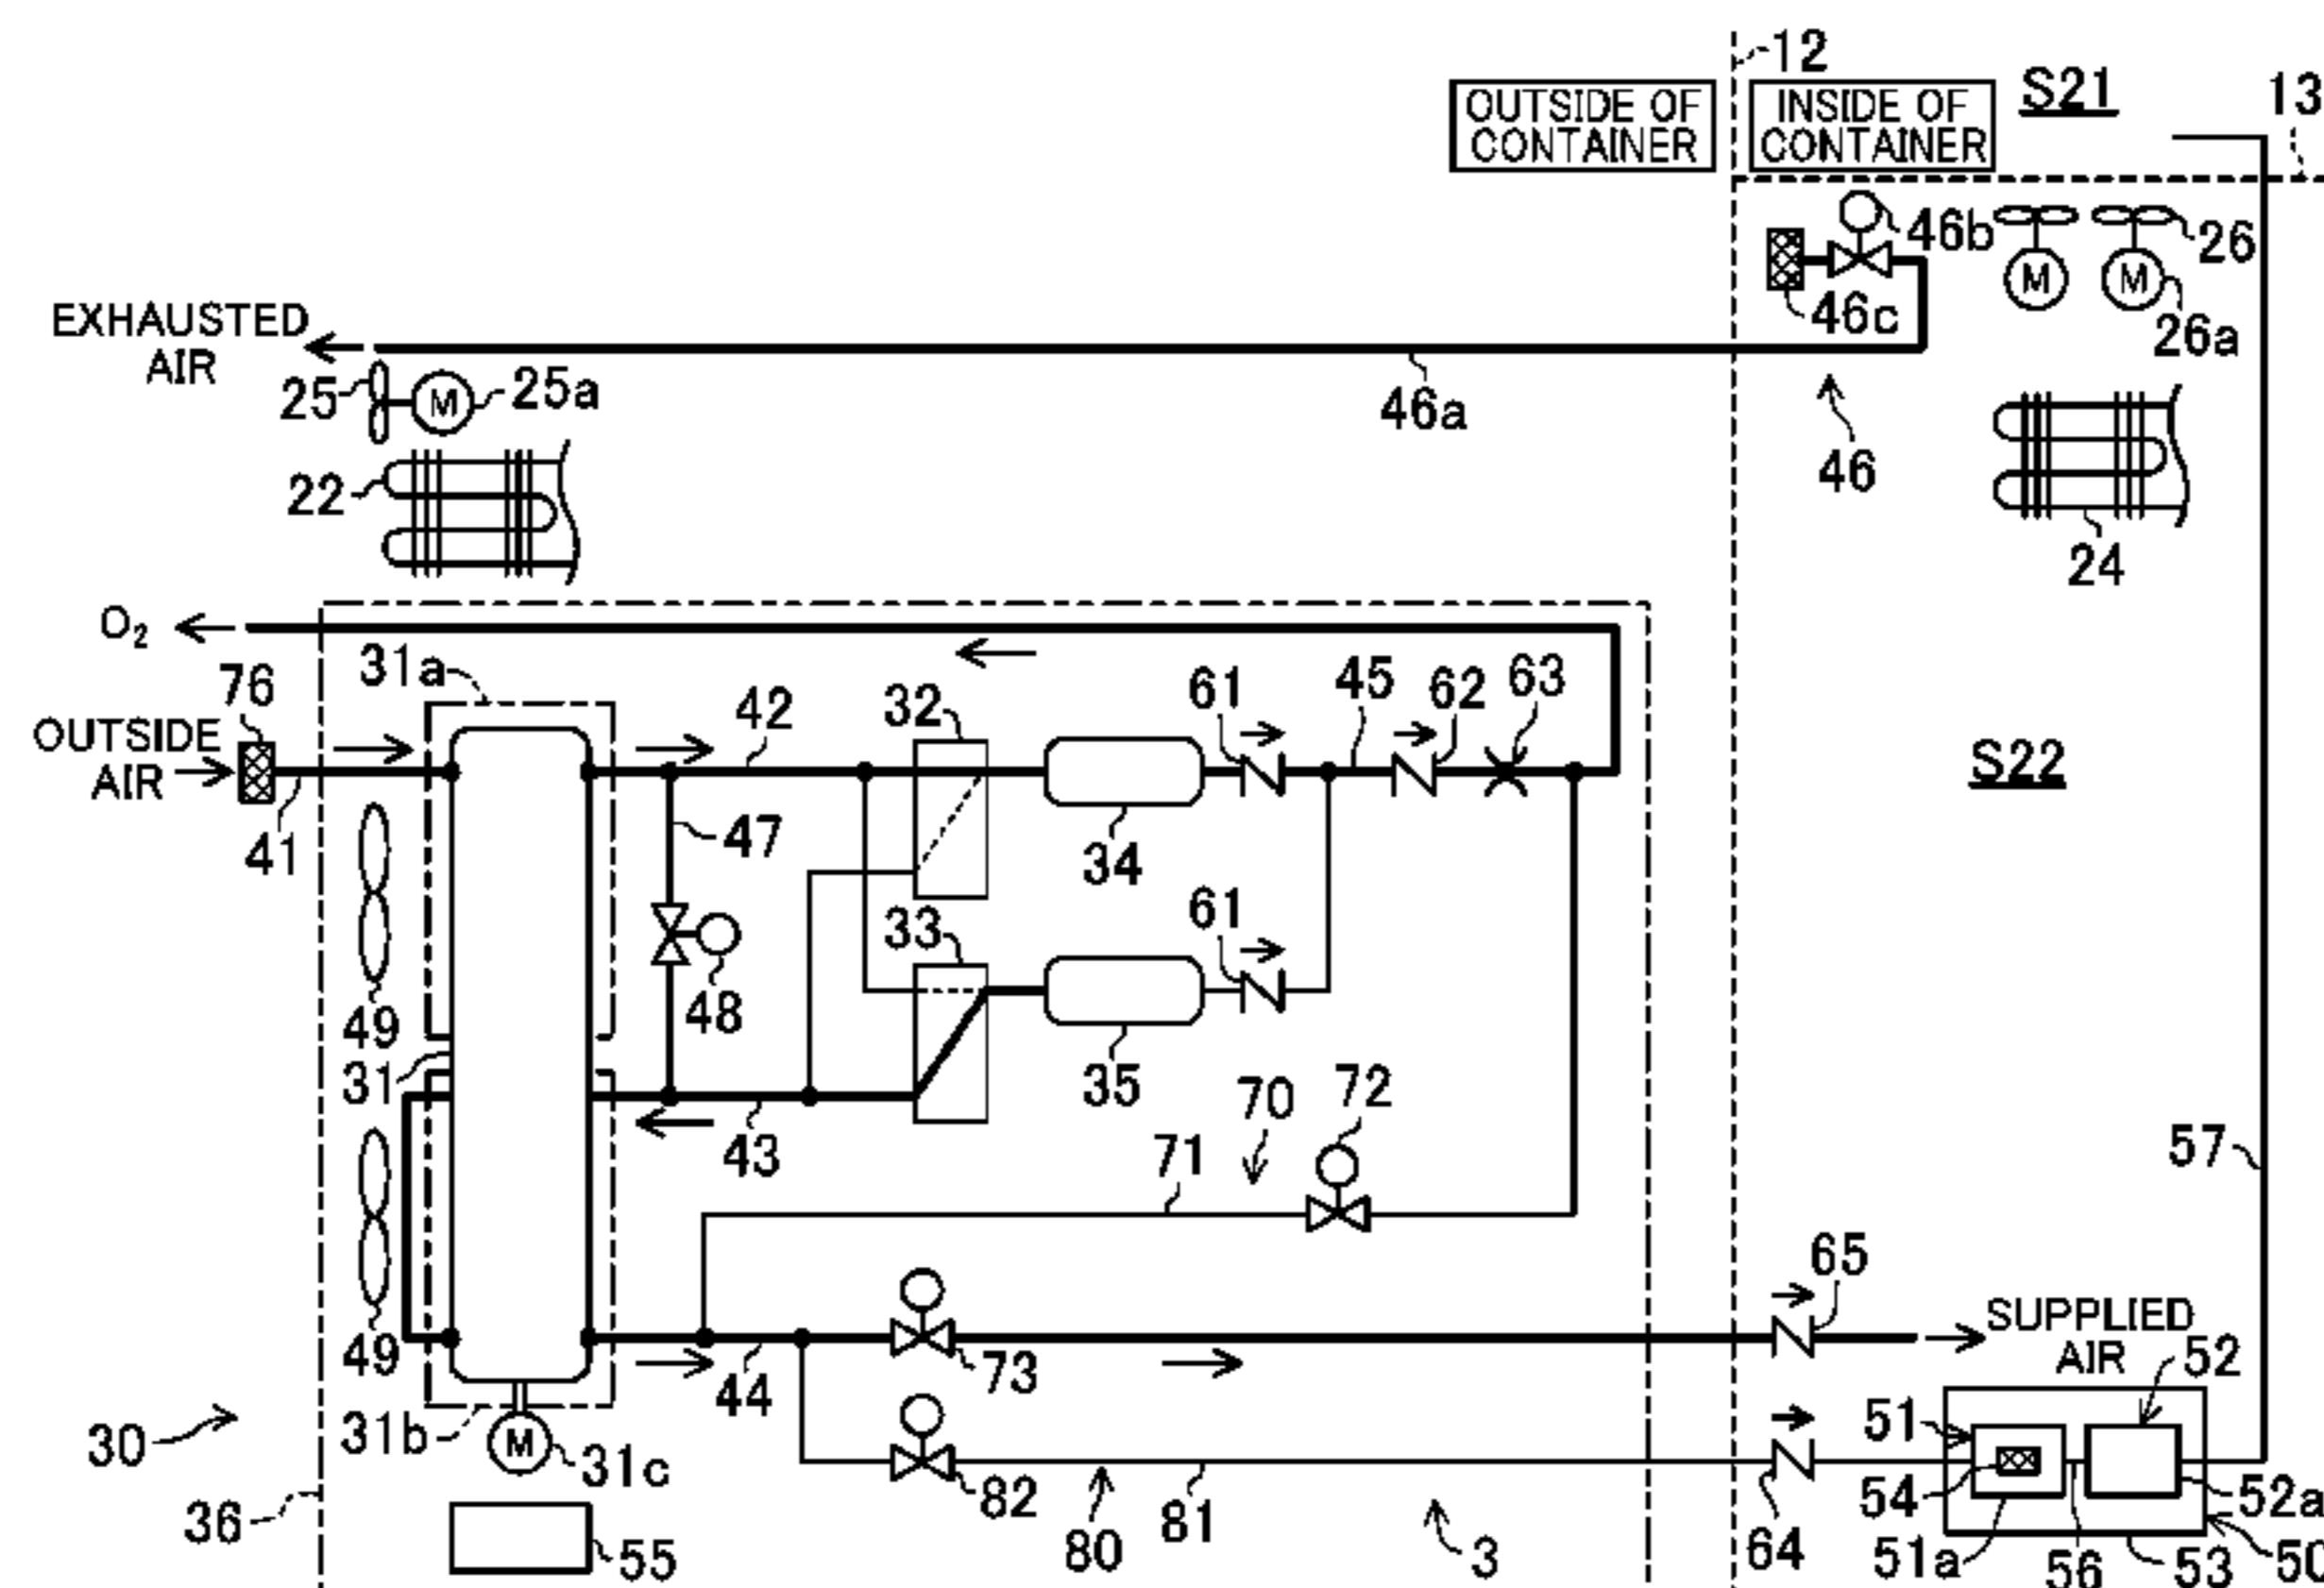 12
OUTSIDE OF
CONTAINER
INSIDE OF
CONTAINER
S21
13
46b
26
M
M
46c
26a
EXHAUSTED
AIR
25
M
25a
46a
46
22
24
O₂
31a
76
42
32
61
45
62
63
OUTSIDE
AIR
S22
41
47
34
33
61
49
48
31
35
70
72
43
71
57
65
SUPPLIED
AIR
49
73
44
52
30
31b
M
31c
51
82
54
52a
36
55
80
81
3
64
51a
56
53
50